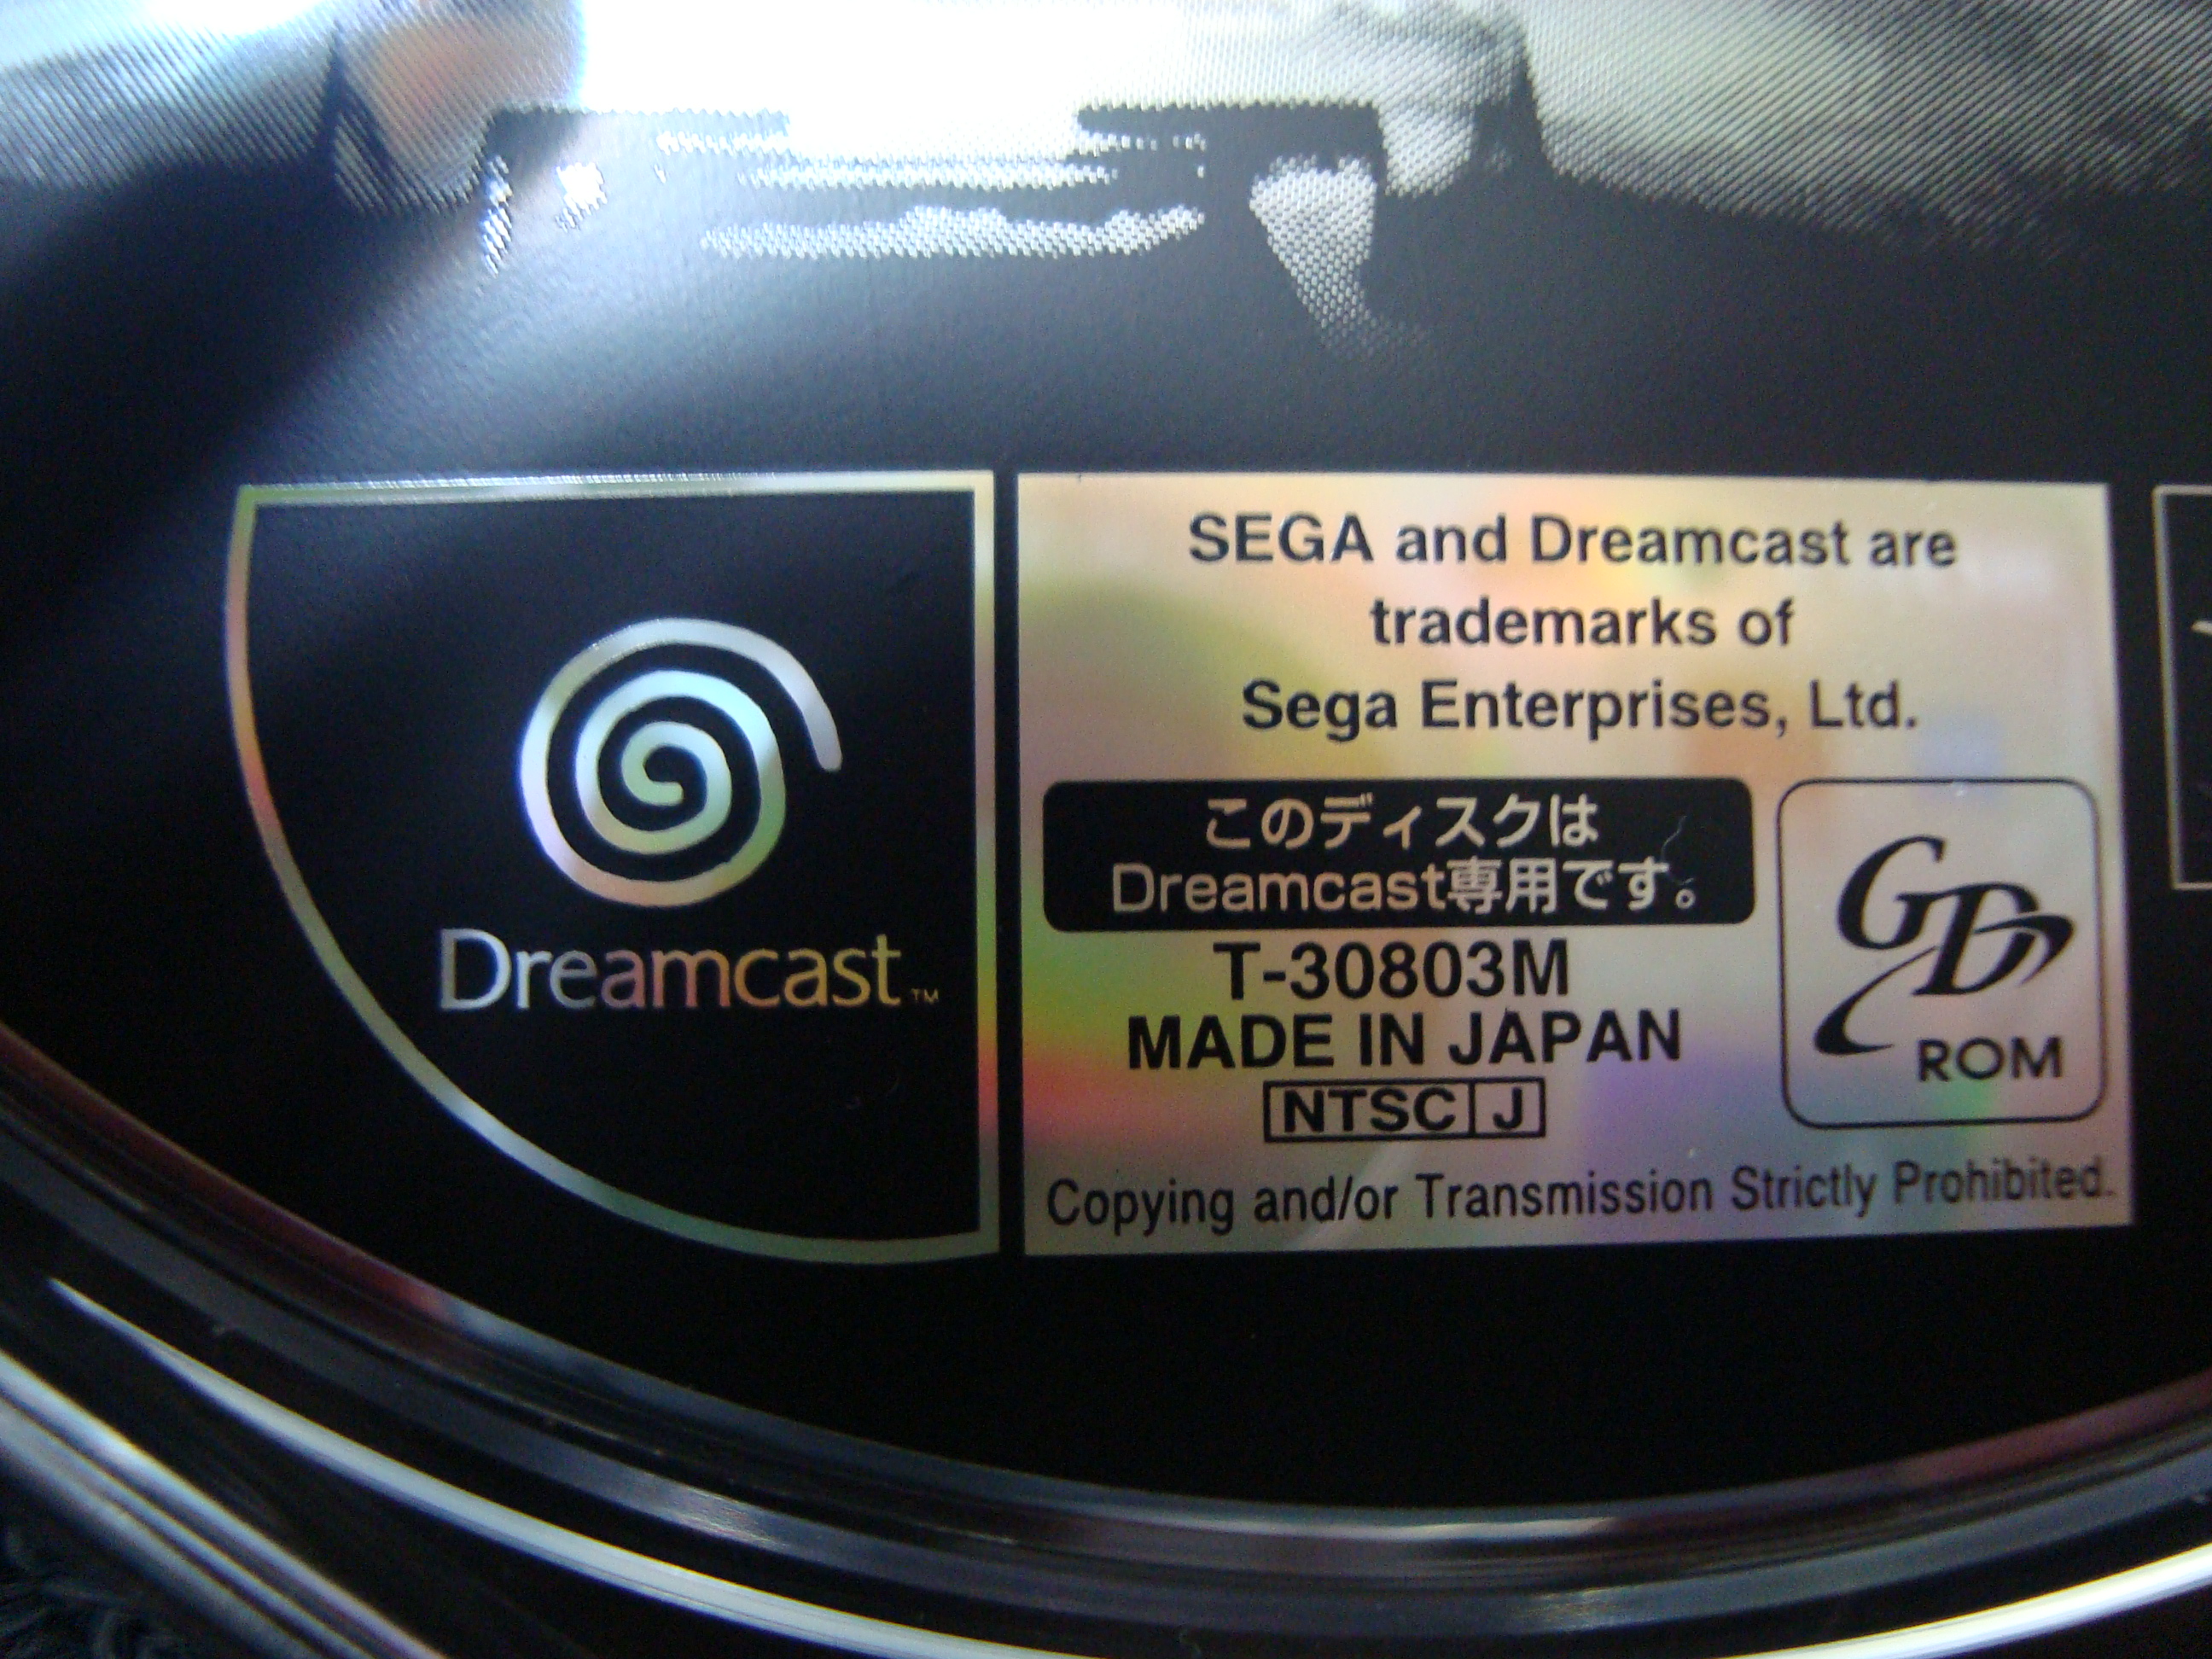 Dreamcast™
SEGA and Dreamcast are
trademarks of
Sega Enterprises, Ltd.
このディスクは
Dreamcast専用です。
T-30803M
MADE IN JAPAN
NTSC J
GD
ROM
Copying and/or Transmission Strictly Prohibited.